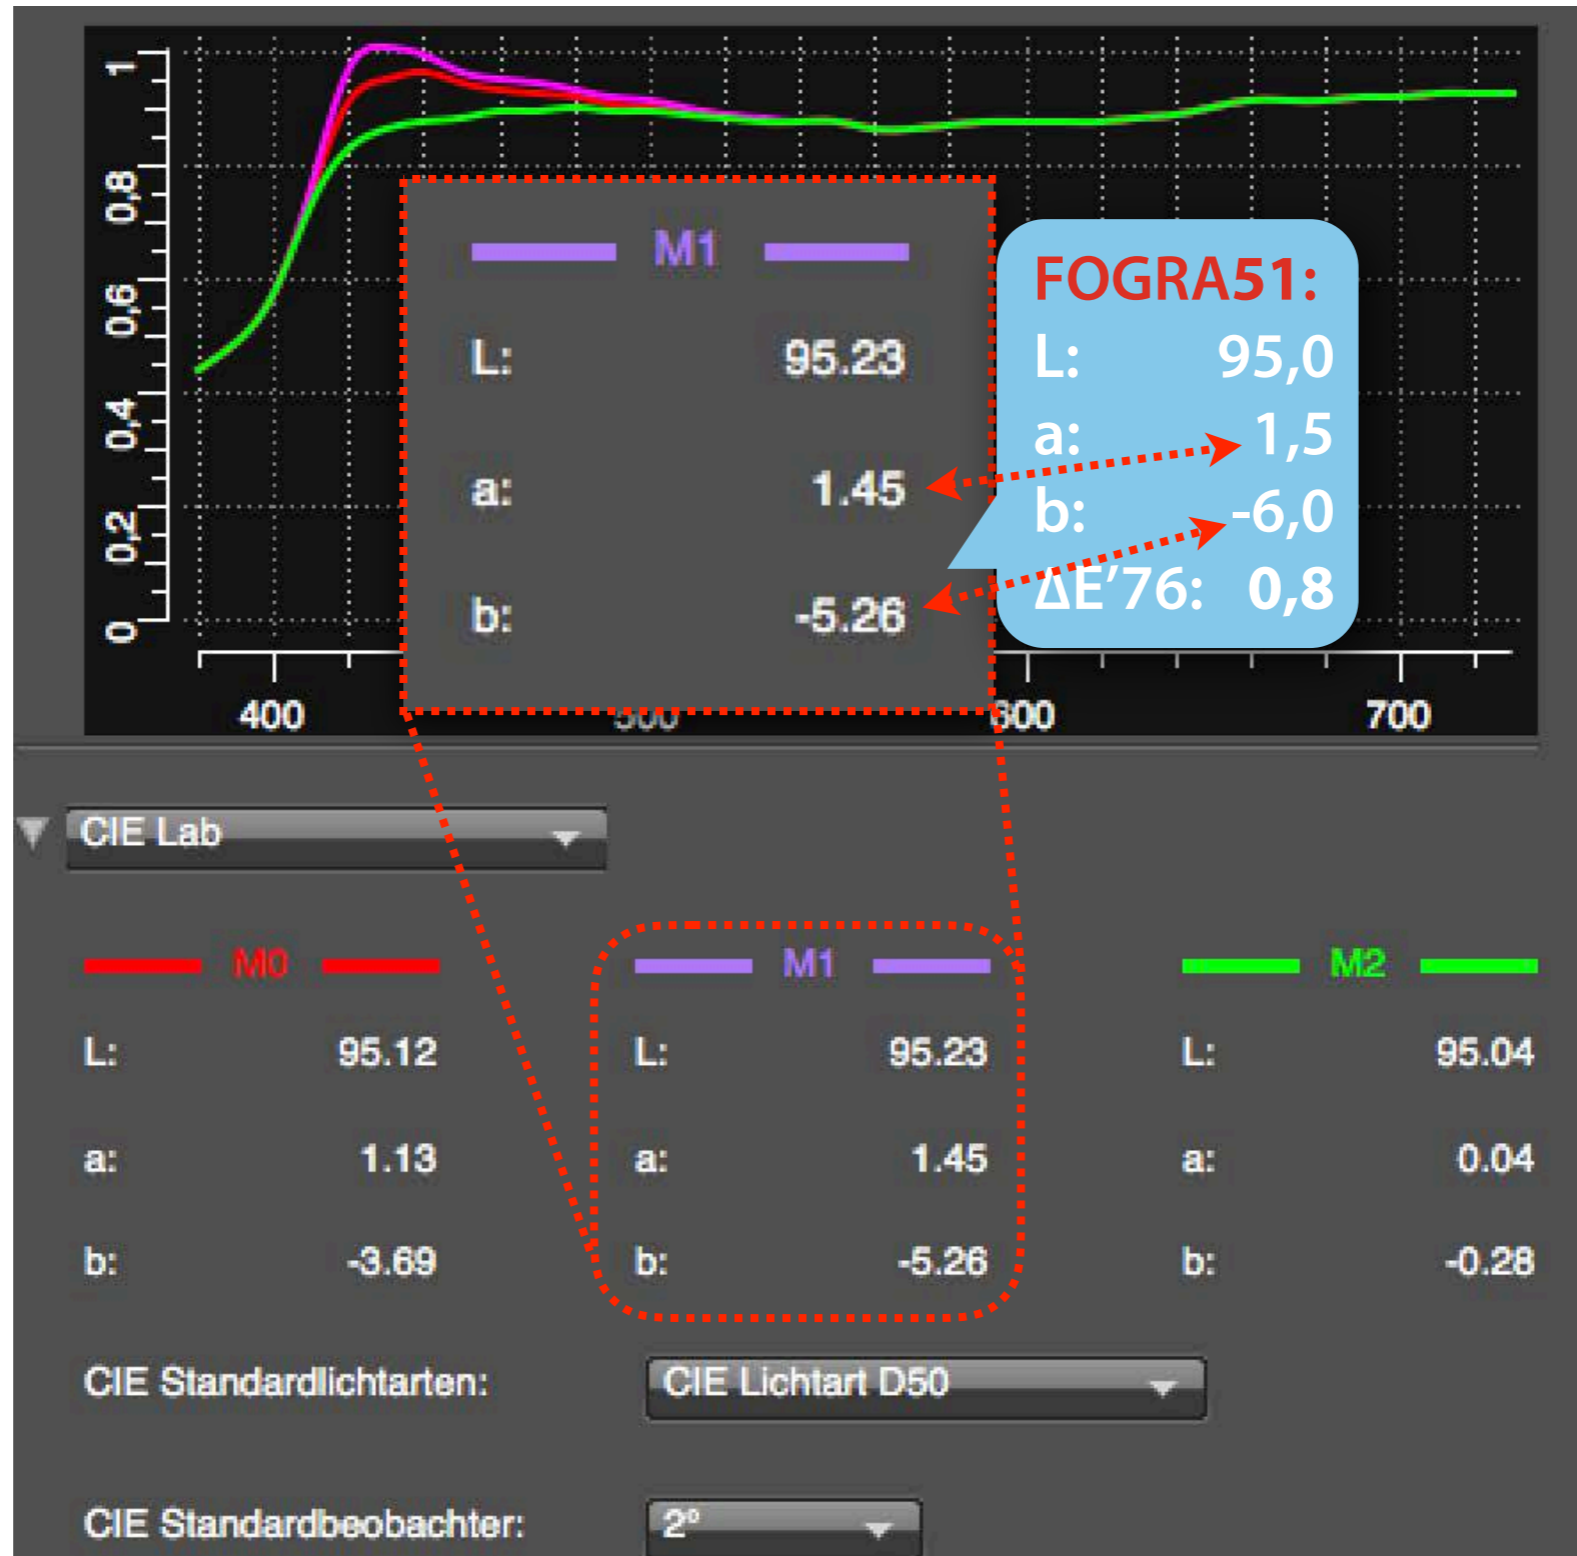 1
0,8
0,6
0,4
0,2
0
400
500
600
700
M1
L: 95.23
a: 1.45
b: -5.26
FOGRA51:
L: 95,0
a: 1,5
b: -6,0
ΔE’76: 0,8
CIE Lab
M0
L: 95.12
a: 1.13
b: -3.69
M1
L: 95.23
a: 1.45
b: -5.26
M2
L: 95.04
a: 0.04
b: -0.28
CIE Standardlichtarten: CIE Lichtart D50
CIE Standardbeobachter: 2°